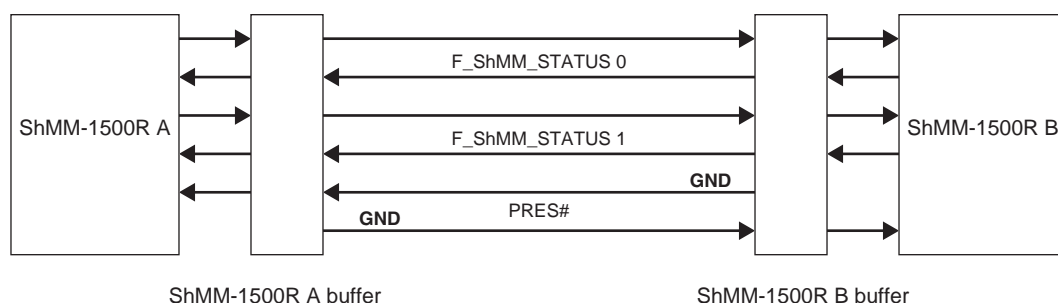 F_ShMM_STATUS 0
ShMM-1500R A
ShMM-1500R B
F_ShMM_STATUS 1
GND
GND
PRES#
ShMM-1500R A buffer
ShMM-1500R B buffer